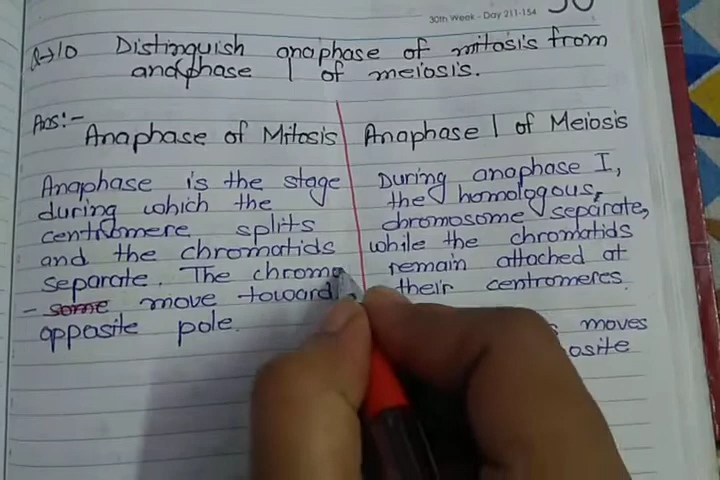 30th Week - Day 211-154
Q→10 Distinguish anaphase of mitosis from
anaphase I of meiosis.
Ans:-
Anaphase of Mitosis
Anaphase is the stage
during which the
centromere splits
and the chromatids
separate. The chromo
- some move toward
opposite pole.
Anaphase I of Meiosis
During anaphase I,
the homologous,
chromosome separate,
while the chromatids
remain attached at
their centromeres.
moves